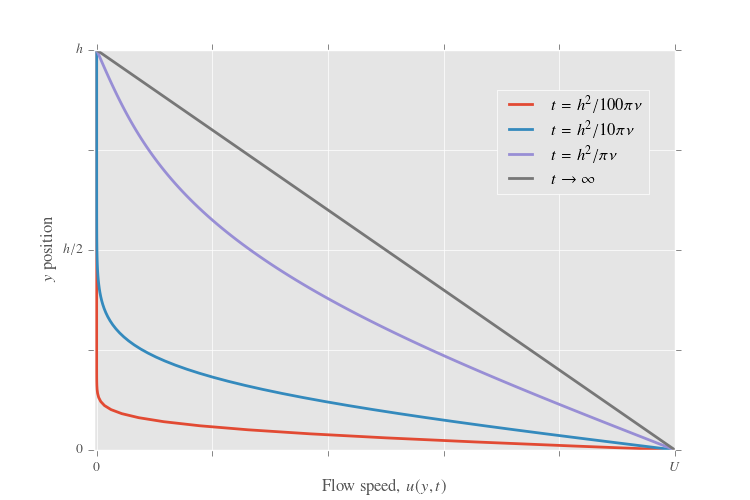 h
t = h²/100πν
t = h²/10πν
t = h²/πν
t → ∞
h/2
y position
0
0
U
Flow speed, u(y, t)